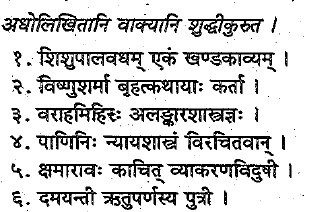 अधोलिखितानि वाक्यानि शुद्धीकुरुत ।
१. शिशुपालवधम् एकं खण्डकाव्यम् ।
२. विष्णुशर्मा बृहत्कथायाः कर्ता ।
३. वराहमिहिरः अलङ्कारशास्त्रज्ञः ।
४. पाणिनिः न्यायशास्त्रं विरचितवान् ।
५. क्षमारावः काचित् व्याकरणविदुषी ।
६. दमयन्ती ऋतुपर्णस्य पुत्री ।